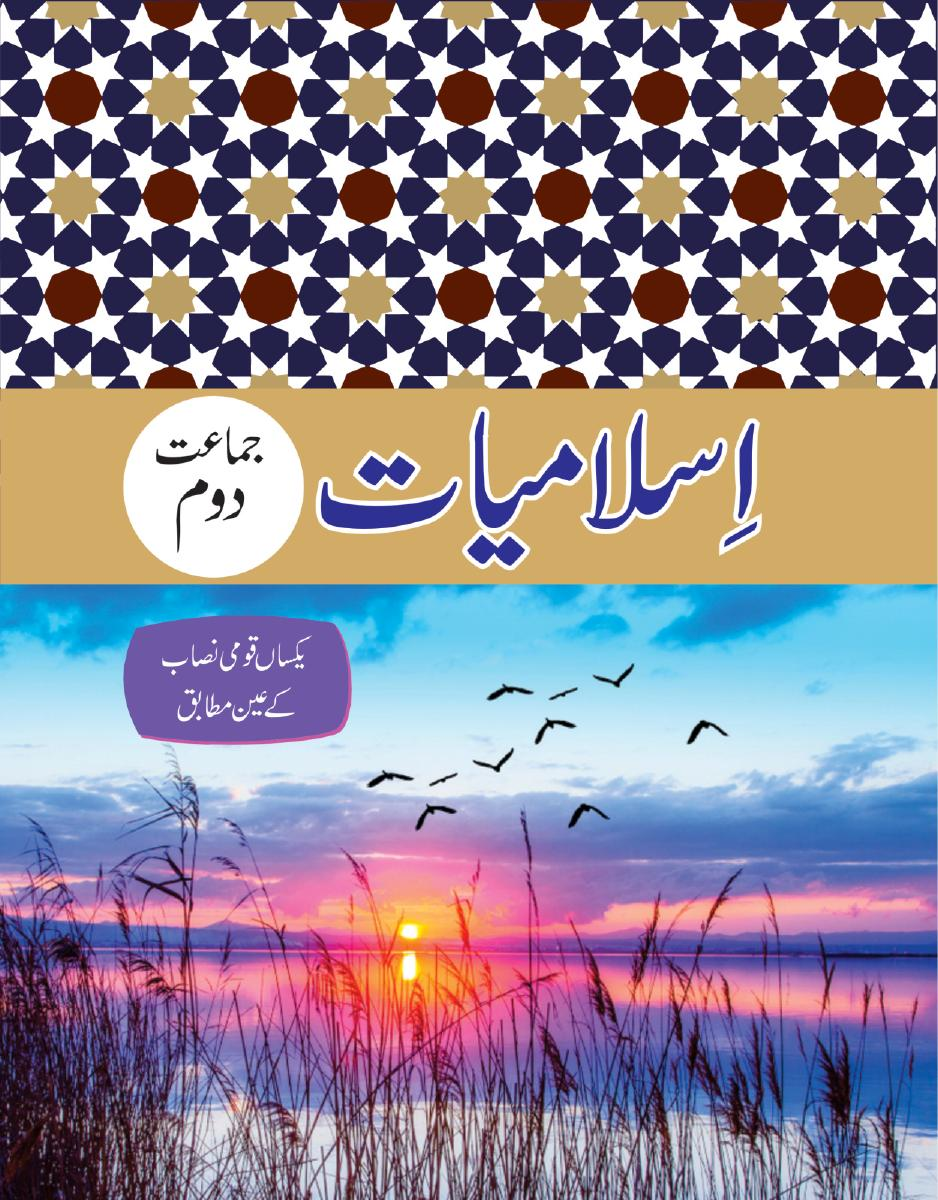 اِسلامیات
جماعت
دوم
یکساں قومی نصاب
کے عین مطابق